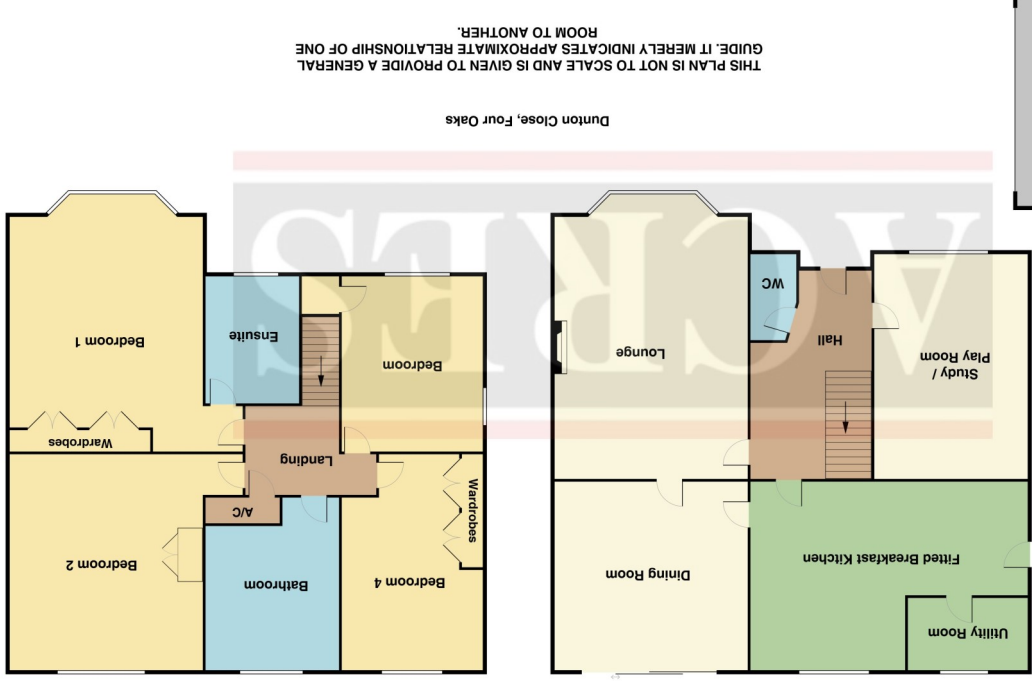 Utility Room
Fitted Breakfast Kitchen
Dining Room
Study /
Play Room
Hall
WC
Lounge
Wardrobes
Bedroom 4
Bathroom
Bedroom 2
A/C
Landing
Wardrobes
Bedroom
Ensuite
Bedroom 1
ACRES
Dunton Close, Four Oaks
THIS PLAN IS NOT TO SCALE AND IS GIVEN TO PROVIDE A GENERAL
GUIDE. IT MERELY INDICATES APPROXIMATE RELATIONSHIP OF ONE
ROOM TO ANOTHER.